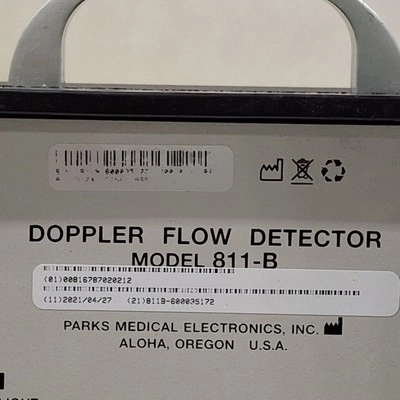 DOPPLER FLOW DETECTOR
MODEL 811-B
(01)00816787020212
(11)2021/04/27 (21)811B-600035172
PARKS MEDICAL ELECTRONICS, INC.
ALOHA, OREGON U.S.A.